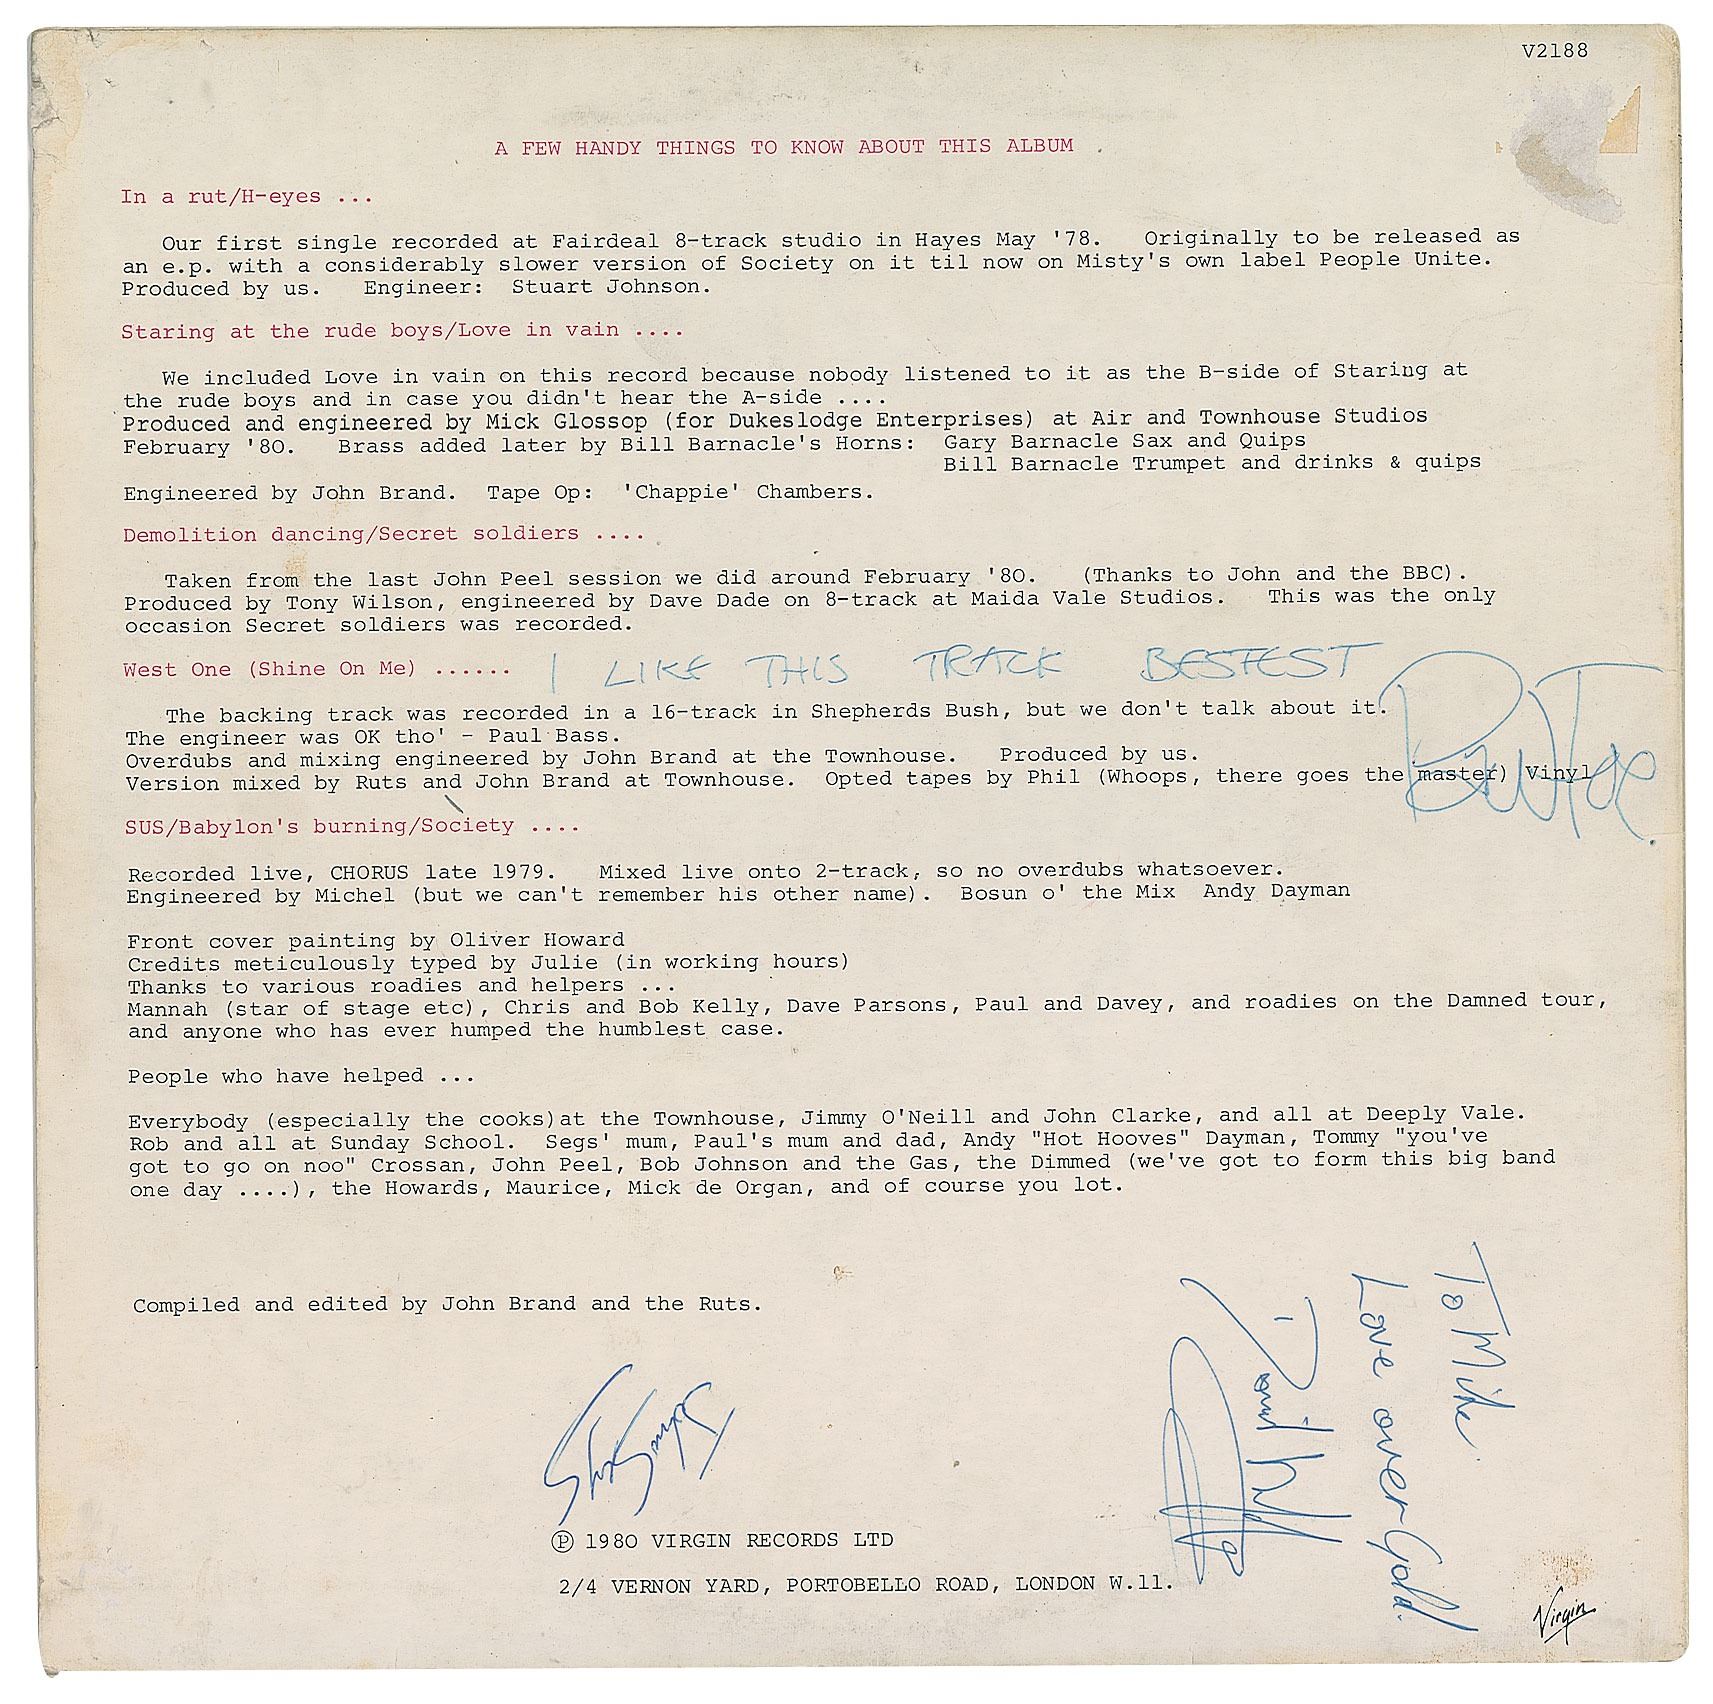 V2188
A FEW HANDY THINGS TO KNOW ABOUT THIS ALBUM
In a rut/H-eyes ...
Our first single recorded at Fairdeal 8-track studio in Hayes May '78. Originally to be released as
an e.p. with a considerably slower version of Society on it til now on Misty's own label People Unite.
Produced by us. Engineer: Stuart Johnson.
Staring at the rude boys/Love in vain ....
We included Love in vain on this record because nobody listened to it as the B-side of Staring at
the rude boys and in case you didn't hear the A-side ....
Produced and engineered by Mick Glossop (for Dukeslodge Enterprises) at Air and Townhouse Studios
February '80. Brass added later by Bill Barnacle's Horns: Gary Barnacle Sax and Quips
Bill Barnacle Trumpet and drinks & quips
Engineered by John Brand. Tape Op: 'Chappie' Chambers.
Demolition dancing/Secret soldiers ....
Taken from the last John Peel session we did around February '80. (Thanks to John and the BBC).
Produced by Tony Wilson, engineered by Dave Dade on 8-track at Maida Vale Studios. This was the only
occasion Secret soldiers was recorded.
West One (Shine On Me) ...... I LIKE THIS TRACK BESTEST
The backing track was recorded in a 16-track in Shepherds Bush, but we don't talk about it.
The engineer was OK tho' - Paul Bass.
Overdubs and mixing engineered by John Brand at the Townhouse. Produced by us.
Version mixed by Ruts and John Brand at Townhouse. Opted tapes by Phil (Whoops, there goes the master) Vinyl
SUS/Babylon's burning/Society ....
Recorded live, CHORUS late 1979. Mixed live onto 2-track, so no overdubs whatsoever.
Engineered by Michel (but we can't remember his other name). Bosun o' the Mix Andy Dayman
Front cover painting by Oliver Howard
Credits meticulously typed by Julie (in working hours)
Thanks to various roadies and helpers ...
Mannah (star of stage etc), Chris and Bob Kelly, Dave Parsons, Paul and Davey, and roadies on the Damned tour,
and anyone who has ever humped the humblest case.
People who have helped ...
Everybody (especially the cooks)at the Townhouse, Jimmy O'Neill and John Clarke, and all at Deeply Vale.
Rob and all at Sunday School. Segs' mum, Paul's mum and dad, Andy "Hot Hooves" Dayman, Tommy "you've
got to go on noo" Crossan, John Peel, Bob Johnson and the Gas, the Dimmed (we've got to form this big band
one day ....), the Howards, Maurice, Mick de Organ, and of course you lot.
Compiled and edited by John Brand and the Ruts.
To Mike
Love over Gold.
℗ 1980 VIRGIN RECORDS LTD
2/4 VERNON YARD, PORTOBELLO ROAD, LONDON W.11.
Virgin